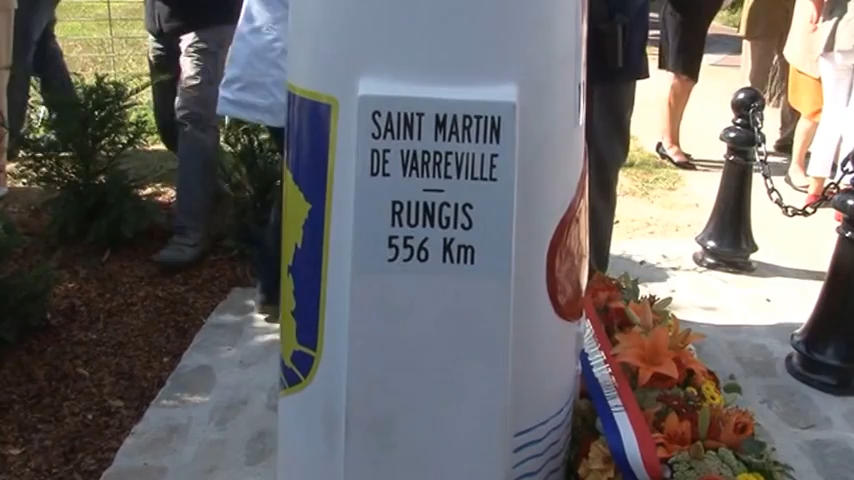 SAINT MARTIN
DE VARREVILLE
—
RUNGIS
556 Km